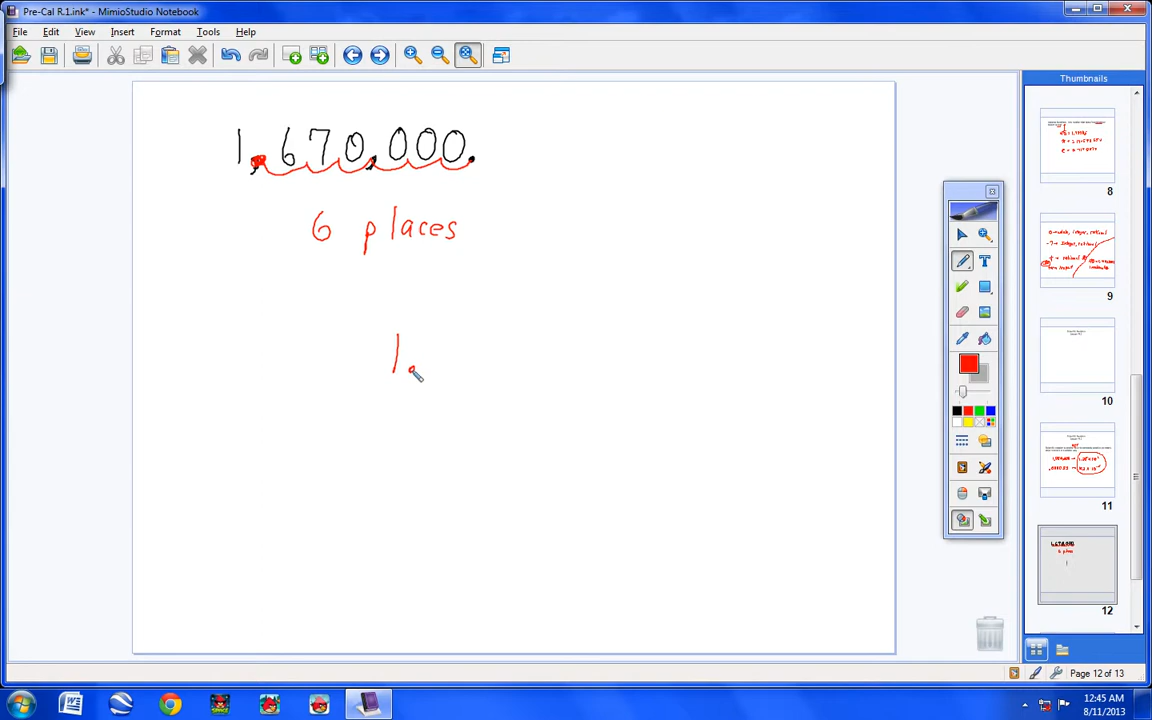 Pre-Cal R.1.ink* - MimioStudio Notebook
File Edit View Insert Format Tools Help
Thumbnails
1,670,000.
6 places
1.
8
9
10
11
12
Page 12 of 13
12:45 AM
8/11/2013